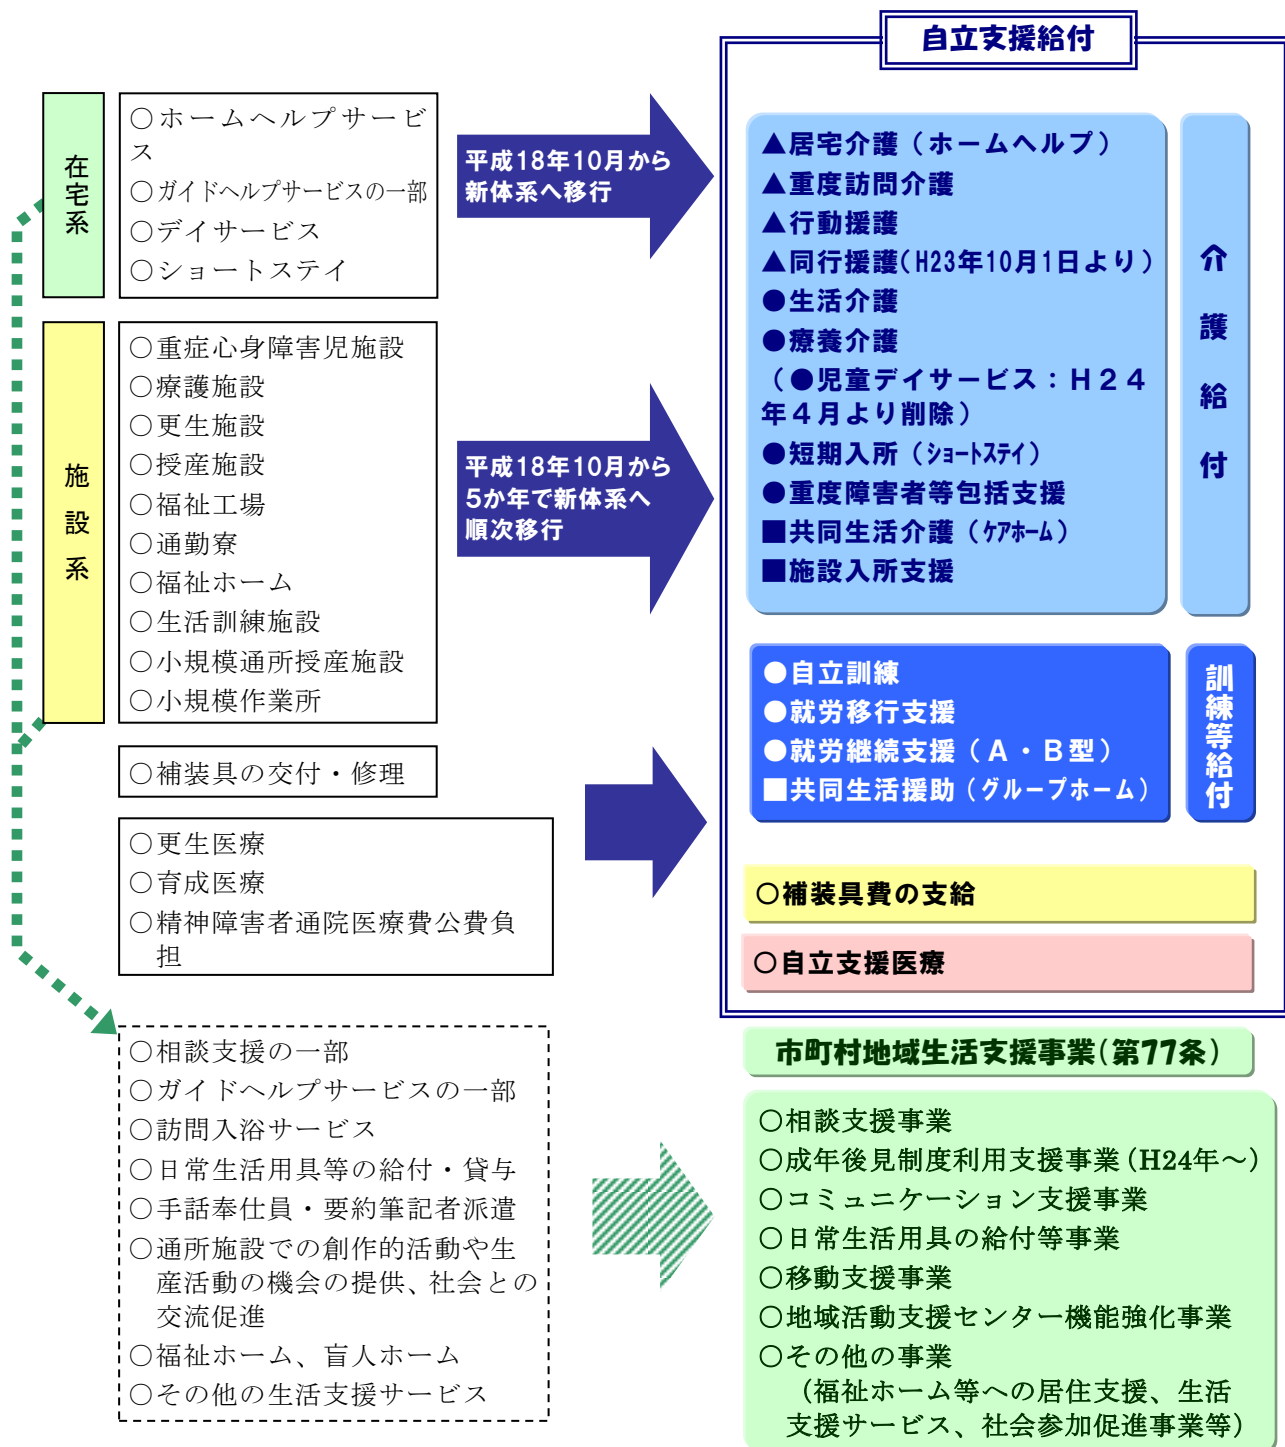 自立支援給付
在宅系
○ホームヘルプサービ
ス
○ガイドヘルプサービスの一部
○デイサービス
○ショートステイ
平成18年10月から
新体系へ移行
▲居宅介護（ホームヘルプ）
▲重度訪問介護
▲行動援護
▲同行援護（H23年10月1日より）
●生活介護
●療養介護
（●児童デイサービス：Ｈ２４
年４月より削除）
●短期入所（ショートステイ）
●重度障害者等包括支援
■共同生活介護（ケアホーム）
■施設入所支援
介護給付
施設系
○重症心身障害児施設
○療護施設
○更生施設
○授産施設
○福祉工場
○通勤寮
○福祉ホーム
○生活訓練施設
○小規模通所授産施設
○小規模作業所
平成18年10月から
5か年で新体系へ
順次移行
●自立訓練
●就労移行支援
●就労継続支援（Ａ・Ｂ型）
■共同生活援助（グループホーム）
訓練等給付
○補装具の交付・修理
○更生医療
○育成医療
○精神障害者通院医療費公費負
担
○補装具費の支給
○自立支援医療
○相談支援の一部
○ガイドヘルプサービスの一部
○訪問入浴サービス
○日常生活用具等の給付・貸与
○手話奉仕員・要約筆記者派遣
○通所施設での創作的活動や生
産活動の機会の提供、社会との
交流促進
○福祉ホーム、盲人ホーム
○その他の生活支援サービス
市町村地域生活支援事業（第77条）
○相談支援事業
○成年後見制度利用支援事業（H24年～）
○コミュニケーション支援事業
○日常生活用具の給付等事業
○移動支援事業
○地域活動支援センター機能強化事業
○その他の事業
（福祉ホーム等への居住支援、生活
支援サービス、社会参加促進事業等）